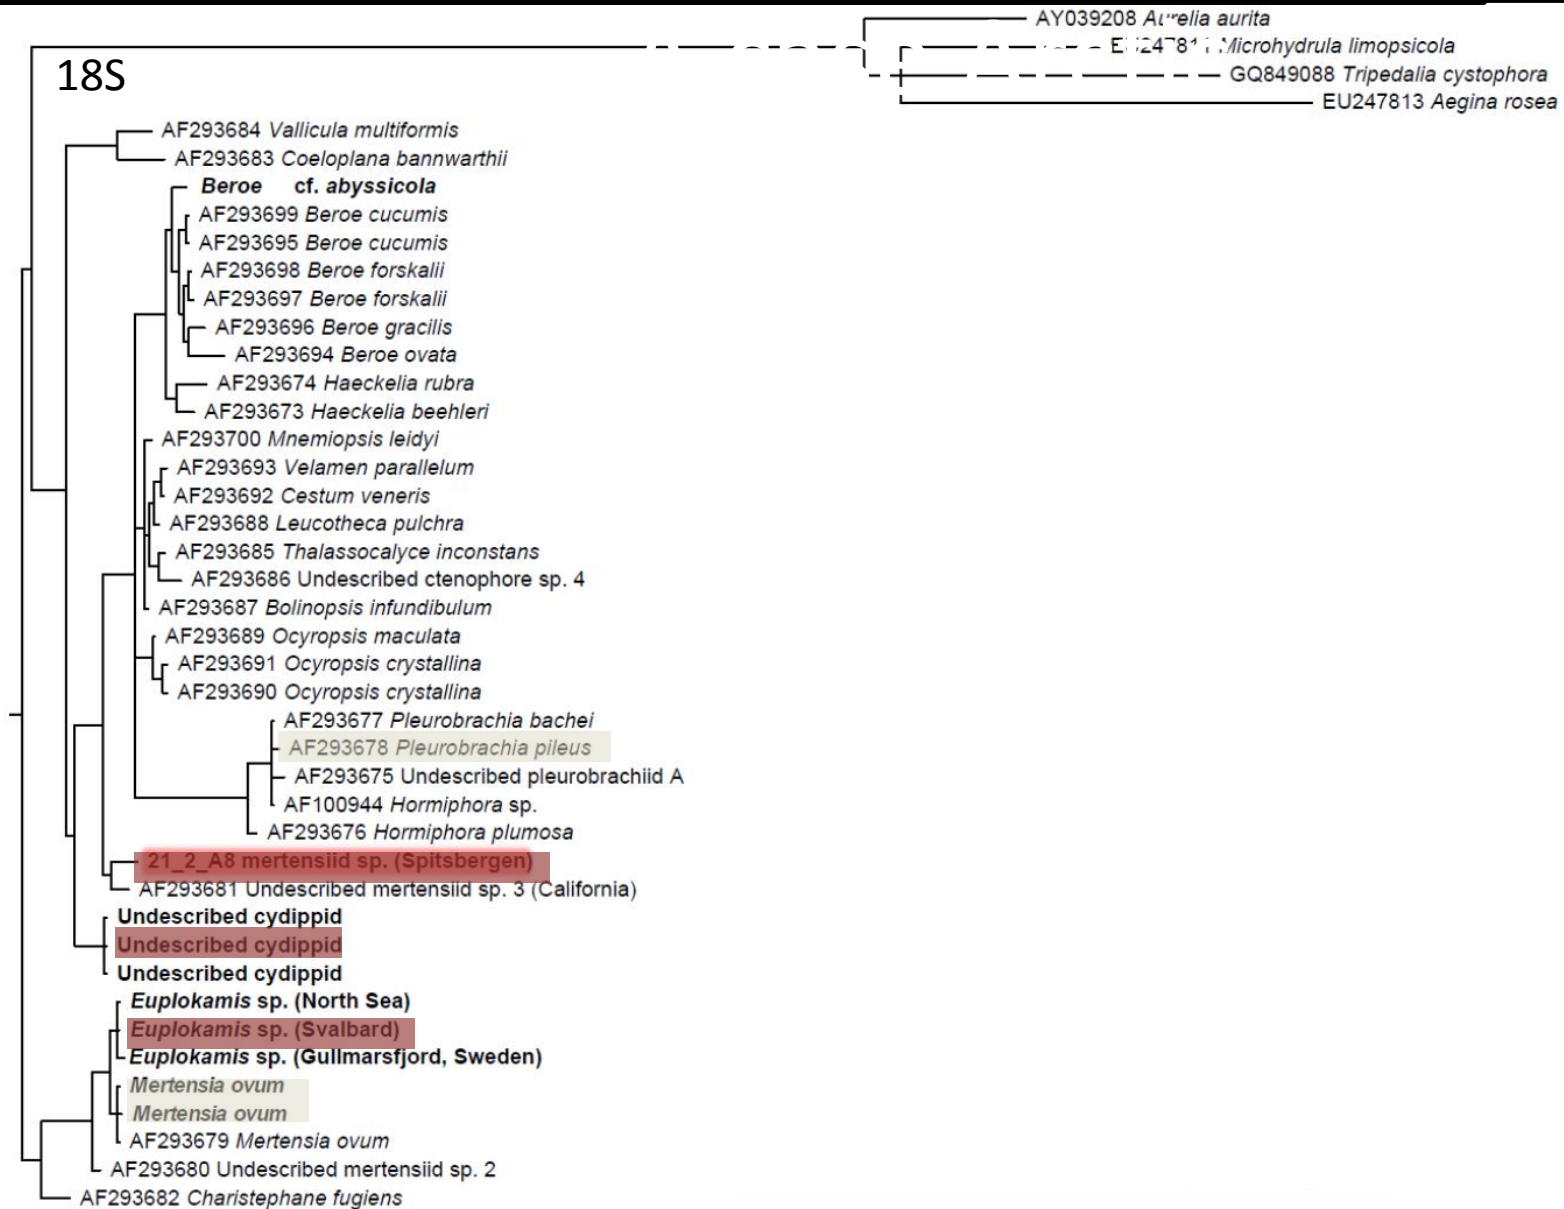 AY039208 Aurelia aurita
Microhydrula limopsicola
18S
GQ849088 Tripedalia cystophora
EU247813 Aegina rosea
AF293684 Vallicula multiformis
AF293683 Coeloplana bannwarthii
Beroe cf. abyssicola
AF293699 Beroe cucumis
AF293695 Beroe cucumis
AF293698 Beroe forskalii
AF293697 Beroe forskalii
AF293696 Beroe gracilis
AF293694 Beroe ovata
AF293674 Haeckelia rubra
AF293673 Haeckelia beehleri
AF293700 Mnemiopsis leidyi
AF293693 Velamen parallelum
AF293692 Cestum veneris
AF293688 Leucotheca pulchra
AF293685 Thalassocalyce inconstans
AF293686 Undescribed ctenophore sp. 4
AF293687 Bolinopsis infundibulum
AF293689 Ocyropsis maculata
AF293691 Ocyropsis crystallina
AF293690 Ocyropsis crystallina
AF293677 Pleurobrachia bachei
AF293678 Pleurobrachia pileus
AF293675 Undescribed pleurobrachiid A
AF100944 Hormiphora sp.
AF293676 Hormiphora plumosa
21_2_A8 mertensiid sp. (Spitsbergen)
AF293681 Undescribed mertensiid sp. 3 (California)
Undescribed cydippid
Undescribed cydippid
Undescribed cydippid
Euplokamis sp. (North Sea)
Euplokamis sp. (Svalbard)
Euplokamis sp. (Gullmarsfjord, Sweden)
Mertensia ovum
Mertensia ovum
AF293679 Mertensia ovum
AF293680 Undescribed mertensiid sp. 2
AF293682 Charistephane fugiens